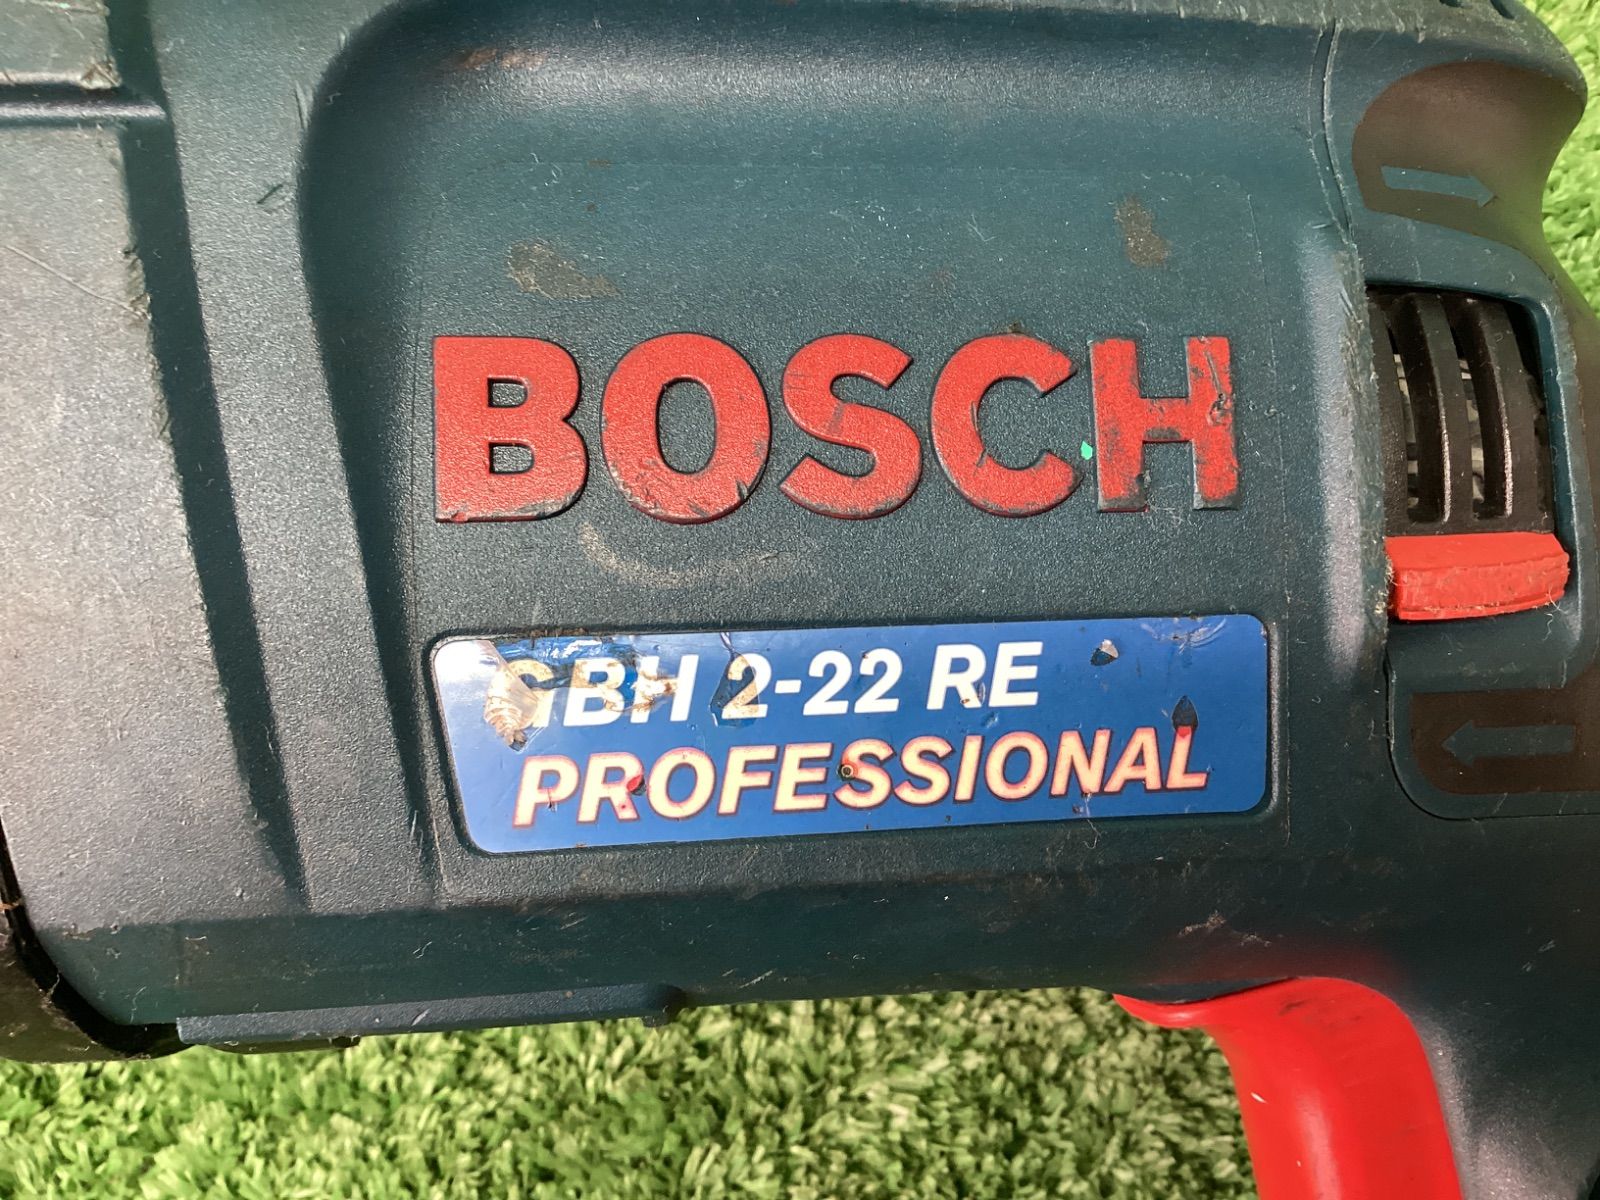 BOSCH
GBH 2-22 RE
PROFESSIONAL